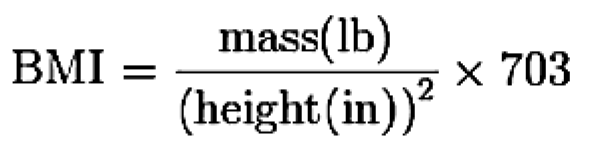 BMI = mass(lb) / (height(in))² × 703